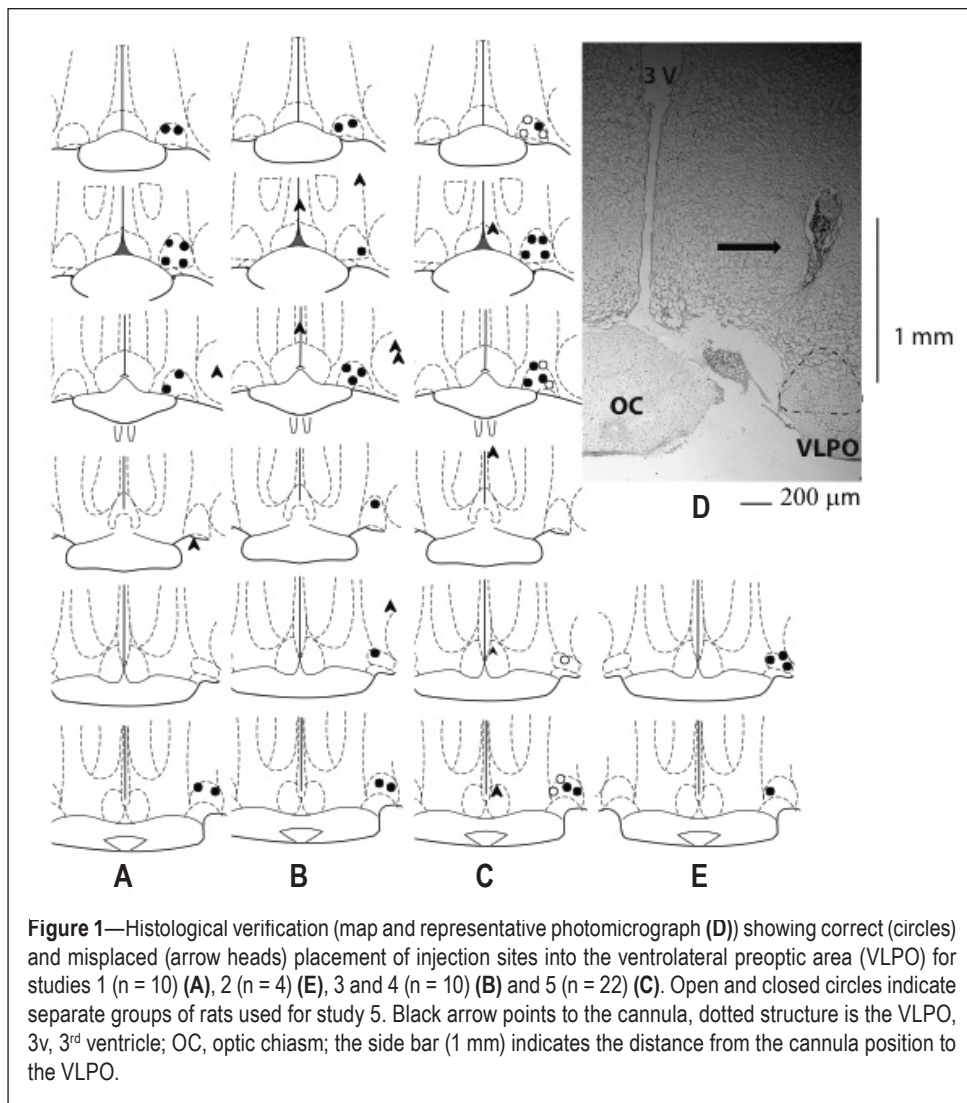 3 V
1 mm
OC
VLPO
D
200 µm
A
B
C
E
Figure 1—Histological verification (map and representative photomicrograph (D)) showing correct (circles)
and misplaced (arrow heads) placement of injection sites into the ventrolateral preoptic area (VLPO) for
studies 1 (n = 10) (A), 2 (n = 4) (E), 3 and 4 (n = 10) (B) and 5 (n = 22) (C). Open and closed circles indicate
separate groups of rats used for study 5. Black arrow points to the cannula, dotted structure is the VLPO,
3v, 3rd ventricle; OC, optic chiasm; the side bar (1 mm) indicates the distance from the cannula position to
the VLPO.